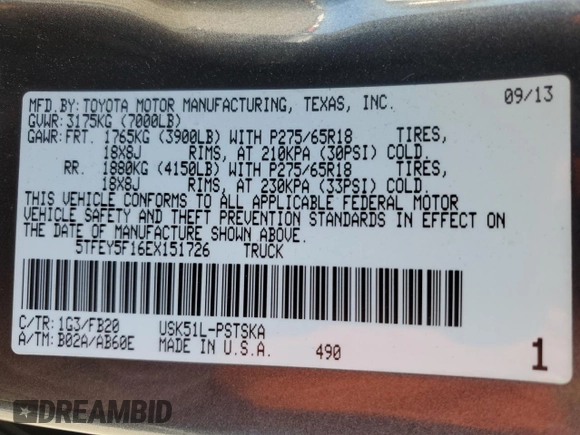 MFD.BY: TOYOTA MOTOR MANUFACTURING, TEXAS, INC. 09/13
GVWR: 3175KG (7000LB)
GAWR: FRT. 1765KG (3900LB) WITH P275/65R18 TIRES,
18X8J RIMS, AT 210KPA (30PSI) COLD.
RR. 1880KG (4150LB) WITH P275/65R18 TIRES,
18X8J RIMS, AT 230KPA (33PSI) COLD.
THIS VEHICLE CONFORMS TO ALL APPLICABLE FEDERAL MOTOR
VEHICLE SAFETY AND THEFT PREVENTION STANDARDS IN EFFECT ON
THE DATE OF MANUFACTURE SHOWN ABOVE.
5TFEY5F16EX151726 TRUCK
C/TR: 1G3/FB20 USK51L-PSTSKA
A/TM: B02A/AB60E MADE IN U.S.A. 490 1
DREAMBID